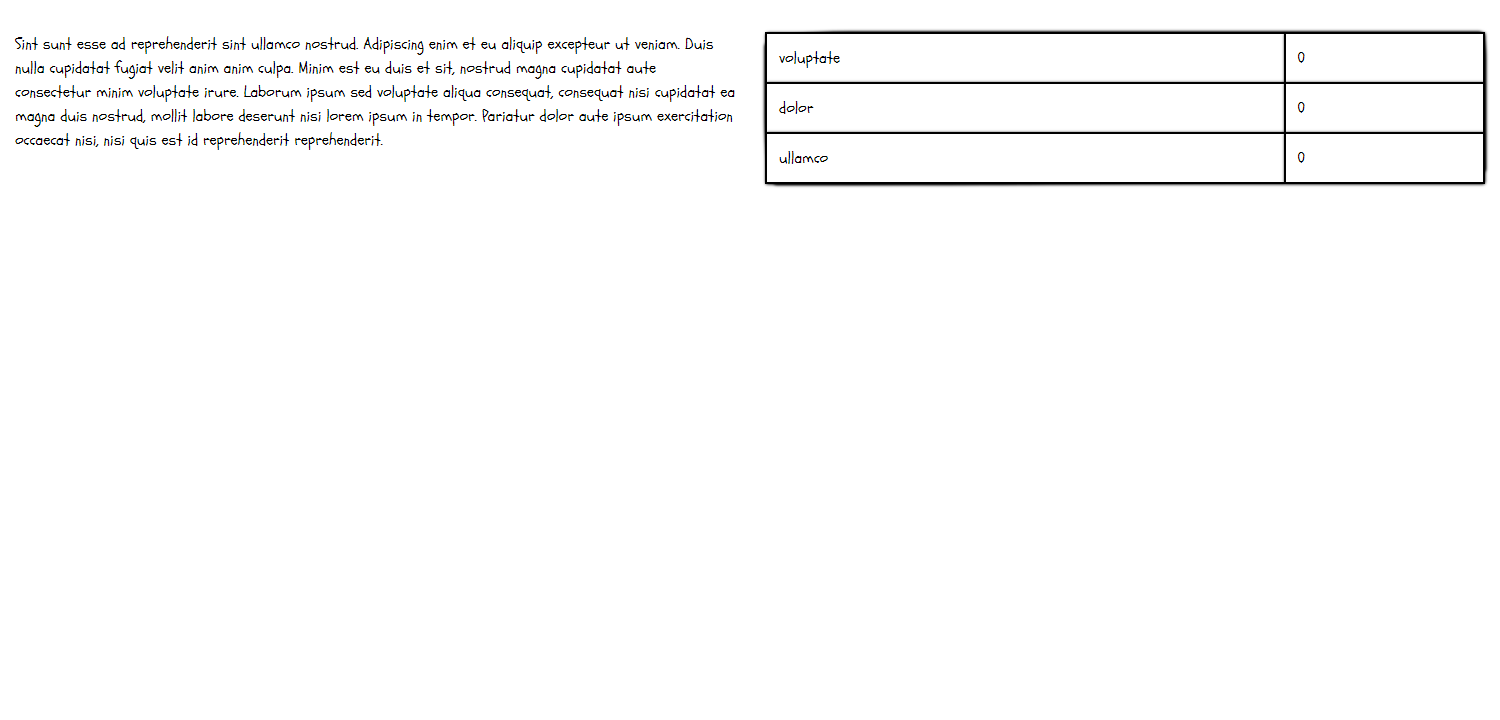 Sint sunt esse ad reprehenderit sint ullamco nostrud. Adipiscing enim et eu aliquip excepteur ut veniam. Duis
nulla cupidatat fugiat velit anim anim culpa. Minim est eu duis et sit, nostrud magna cupidatat aute
consectetur minim voluptate irure. Laborum ipsum sed voluptate aliqua consequat, consequat nisi cupidatat ea
magna duis nostrud, mollit labore deserunt nisi lorem ipsum in tempor. Pariatur dolor aute ipsum exercitation
occaecat nisi, nisi quis est id reprehenderit reprehenderit.
voluptate 0
dolor 0
ullamco 0